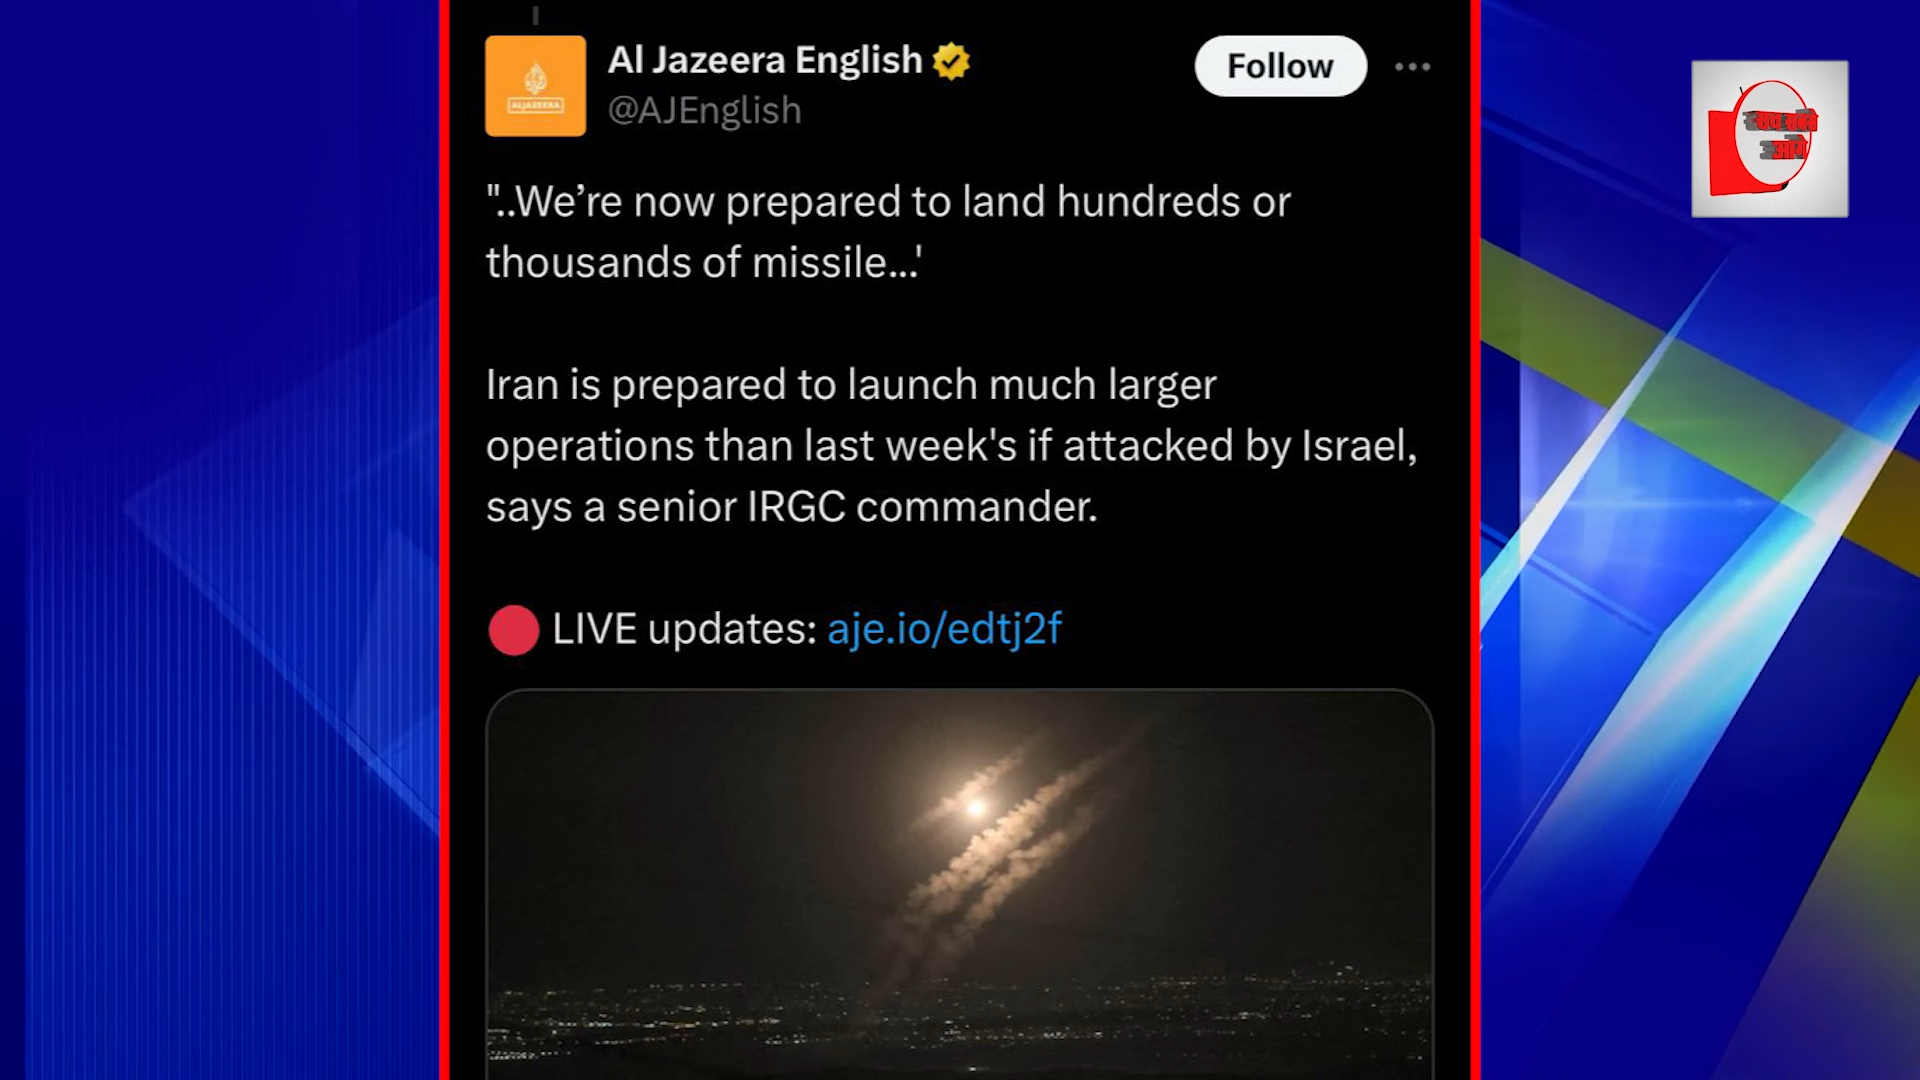 Al Jazeera English
Follow
@AJEnglish
ALJAZEERA
"..We’re now prepared to land hundreds or
thousands of missile...'
Iran is prepared to launch much larger
operations than last week's if attacked by Israel,
says a senior IRGC commander.
LIVE updates: aje.io/edtj2f
आगे